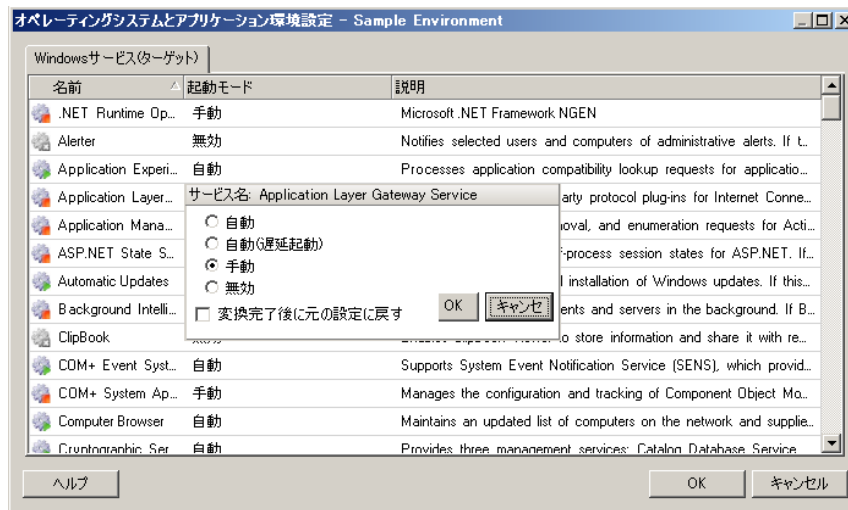 オペレーティングシステムとアプリケーション環境設定 - Sample Environment
Windowsサービス(ターゲット)
名前 起動モード 説明
.NET Runtime Op... 手動 Microsoft .NET Framework NGEN
Alerter 無効 Notifies selected users and computers of administrative alerts. If t...
Application Experi... 自動 Processes application compatibility lookup requests for applicatio...
Application Layer... arty protocol plug-ins for Internet Conne...
サービス名: Application Layer Gateway Service
Application Mana... oval, and enumeration requests for Acti...
自動
ASP.NET State S... f-process session states for ASP.NET. If...
自動(遅延起動)
手動
Automatic Updates l installation of Windows updates. If this...
無効
Background Intelli... ents and servers in the background. If B...
変換完了後に元の設定に戻す OK キャンセ
ClipBook to store information and share it with re...
COM+ Event Syst... 自動 Supports System Event Notification Service (SENS), which provid...
COM+ System Ap... 手動 Manages the configuration and tracking of Component Object Mo...
Computer Browser 自動 Maintains an updated list of computers on the network and supplie...
Cryptographic Ser 自動 Provides three management services: Catalog Database Service
ヘルプ OK キャンセル